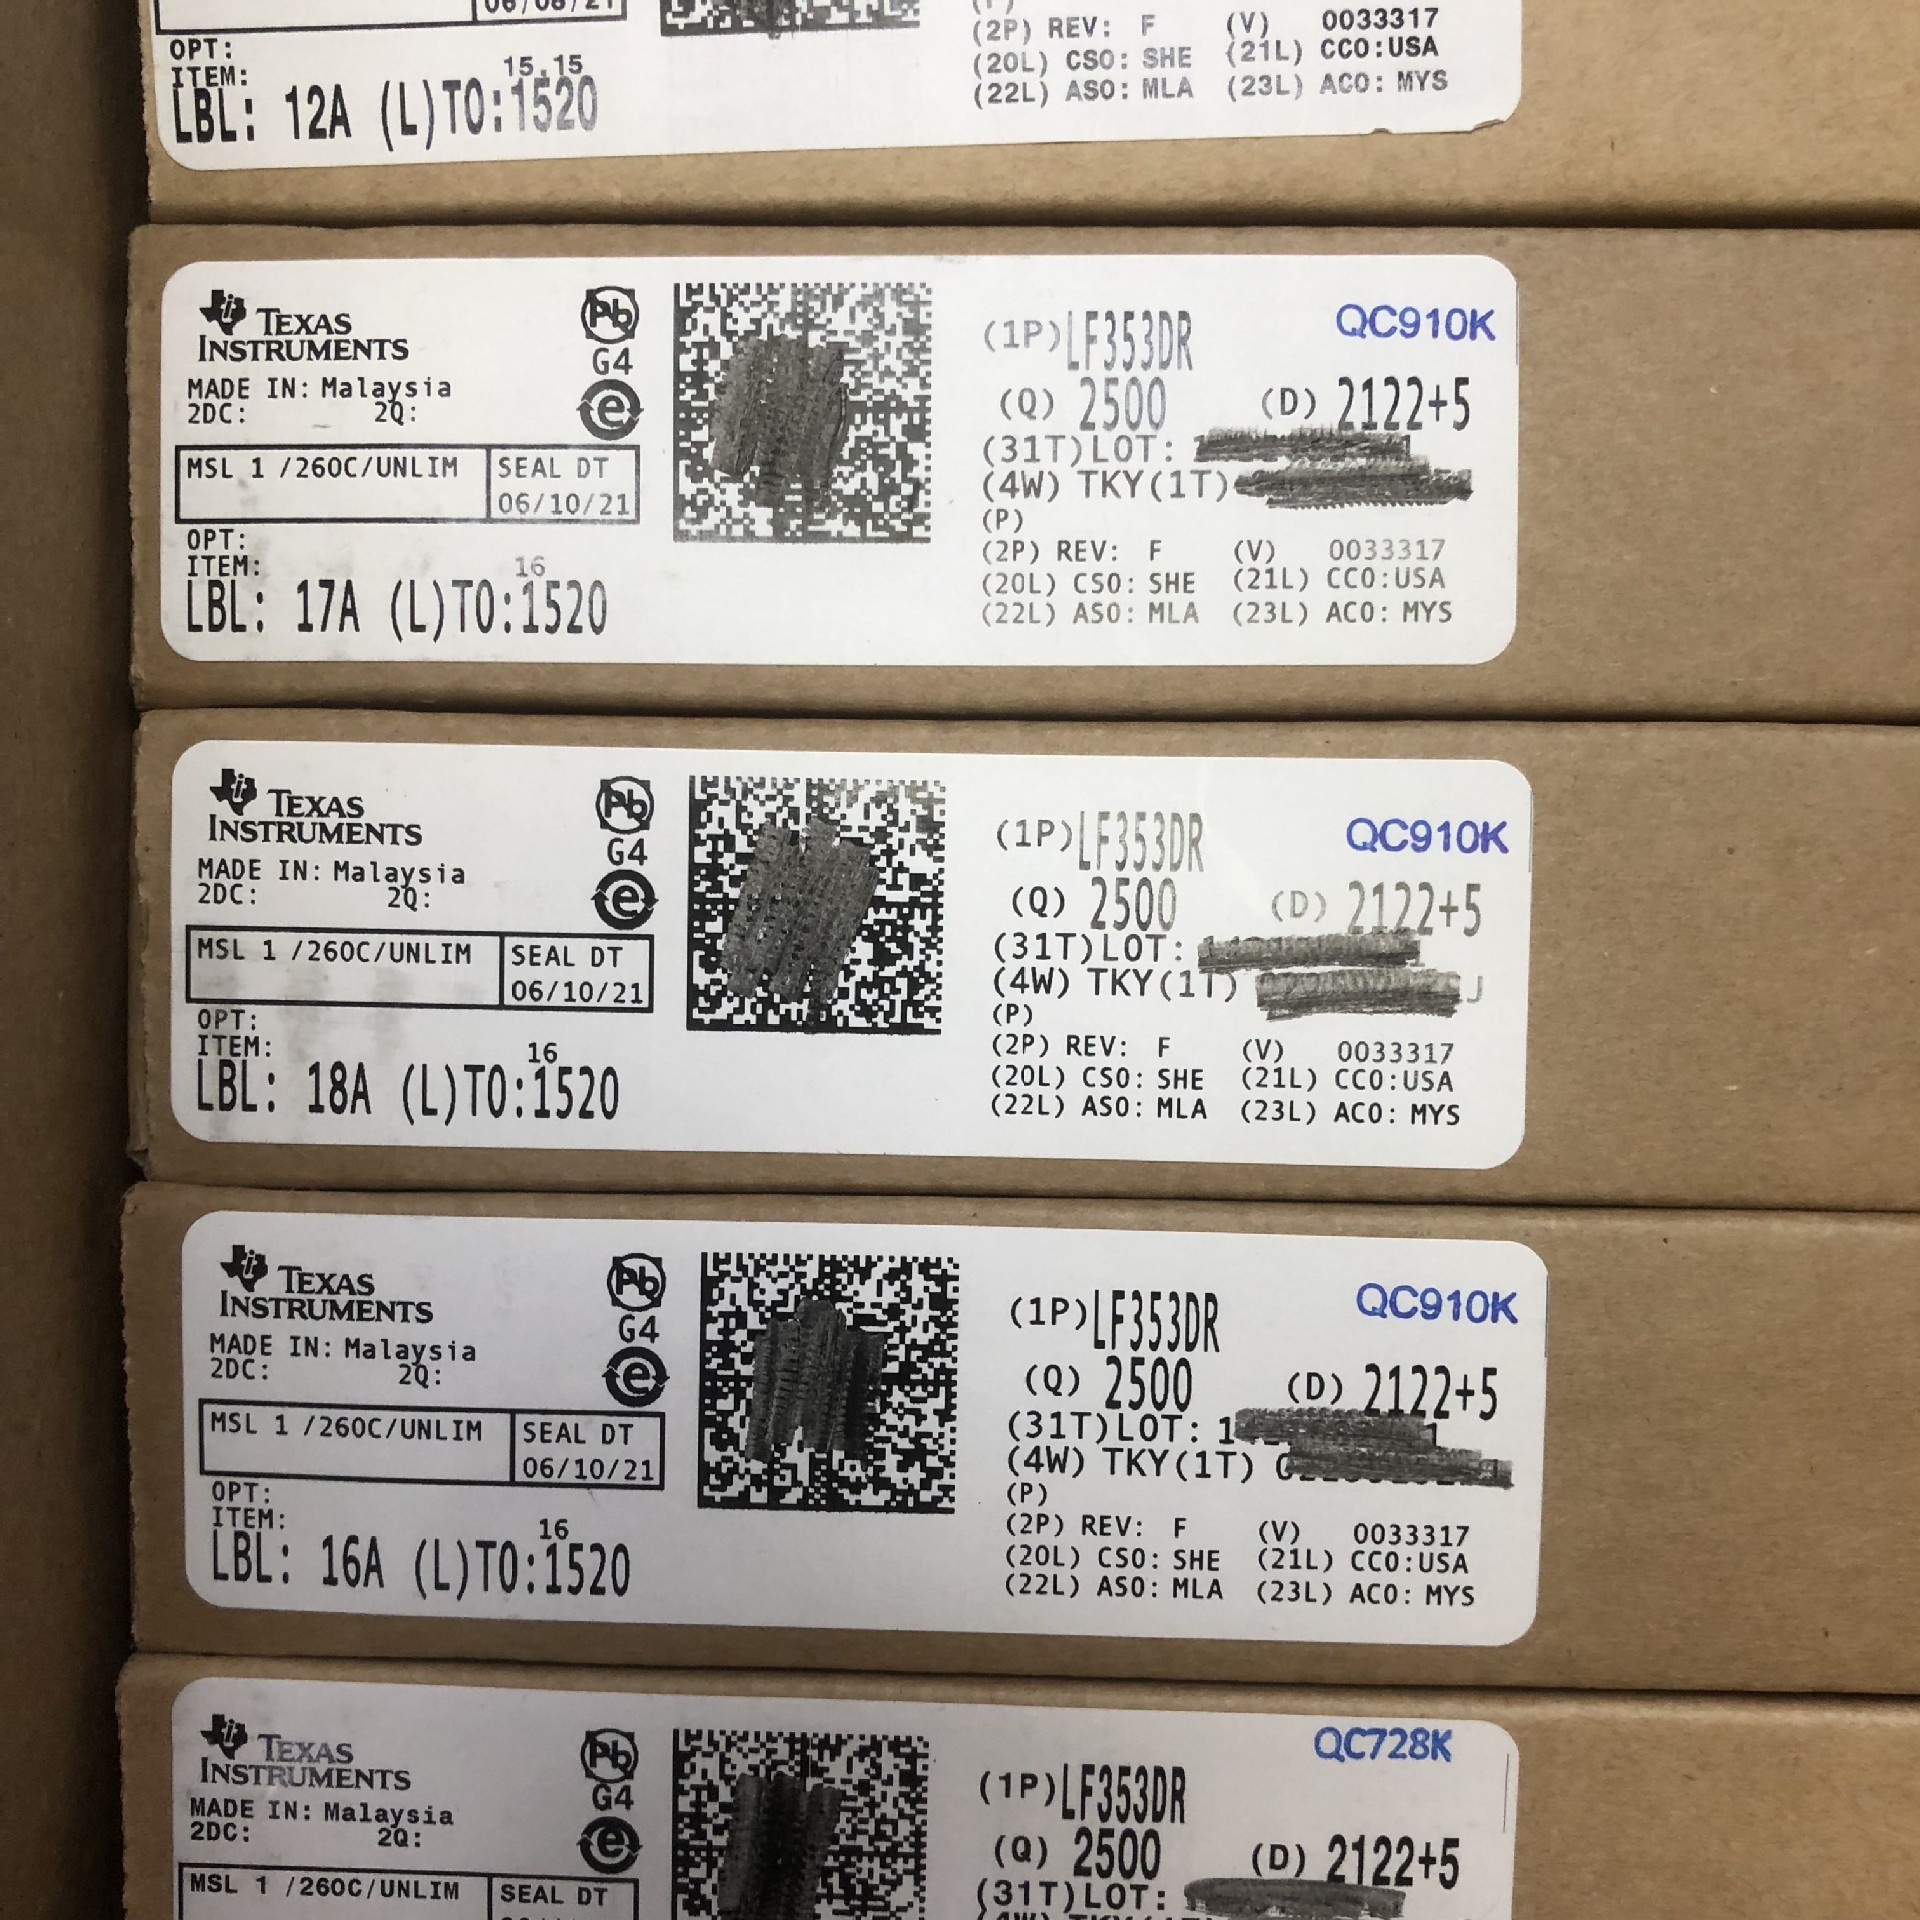 OPT:
ITEM:
15.15
LBL: 12A (L)TO:1520
(2P) REV: F (V) 0033317
(20L) CSO: SHE (21L) CCO:USA
(22L) ASO: MLA (23L) ACO: MYS
TEXAS
INSTRUMENTS
MADE IN: Malaysia
2DC: 2Q:
Pb
G4
e
MSL 1 /260C/UNLIM
SEAL DT
06/10/21
OPT:
ITEM:
16
LBL: 17A (L)TO:1520
(1P)LF353DR
QC910K
(Q) 2500 (D) 2122+5
(31T)LOT:
(4W) TKY(1T)
(P)
(2P) REV: F (V) 0033317
(20L) CSO: SHE (21L) CCO:USA
(22L) ASO: MLA (23L) ACO: MYS
TEXAS
INSTRUMENTS
MADE IN: Malaysia
2DC: 2Q:
Pb
G4
e
MSL 1 /260C/UNLIM
SEAL DT
06/10/21
OPT:
ITEM:
16
LBL: 18A (L)TO:1520
(1P)LF353DR
QC910K
(Q) 2500 (D) 2122+5
(31T)LOT:
(4W) TKY(1T)
(P)
(2P) REV: F (V) 0033317
(20L) CSO: SHE (21L) CCO:USA
(22L) ASO: MLA (23L) ACO: MYS
TEXAS
INSTRUMENTS
MADE IN: Malaysia
2DC: 2Q:
Pb
G4
e
MSL 1 /260C/UNLIM
SEAL DT
06/10/21
OPT:
ITEM:
16
LBL: 16A (L)TO:1520
(1P)LF353DR
QC910K
(Q) 2500 (D) 2122+5
(31T)LOT:
(4W) TKY(1T)
(P)
(2P) REV: F (V) 0033317
(20L) CSO: SHE (21L) CCO:USA
(22L) ASO: MLA (23L) ACO: MYS
TEXAS
INSTRUMENTS
MADE IN: Malaysia
2DC: 2Q:
Pb
G4
e
MSL 1 /260C/UNLIM
SEAL DT
QC728K
(1P)LF353DR
(Q) 2500 (D) 2122+5
(31T)LOT: